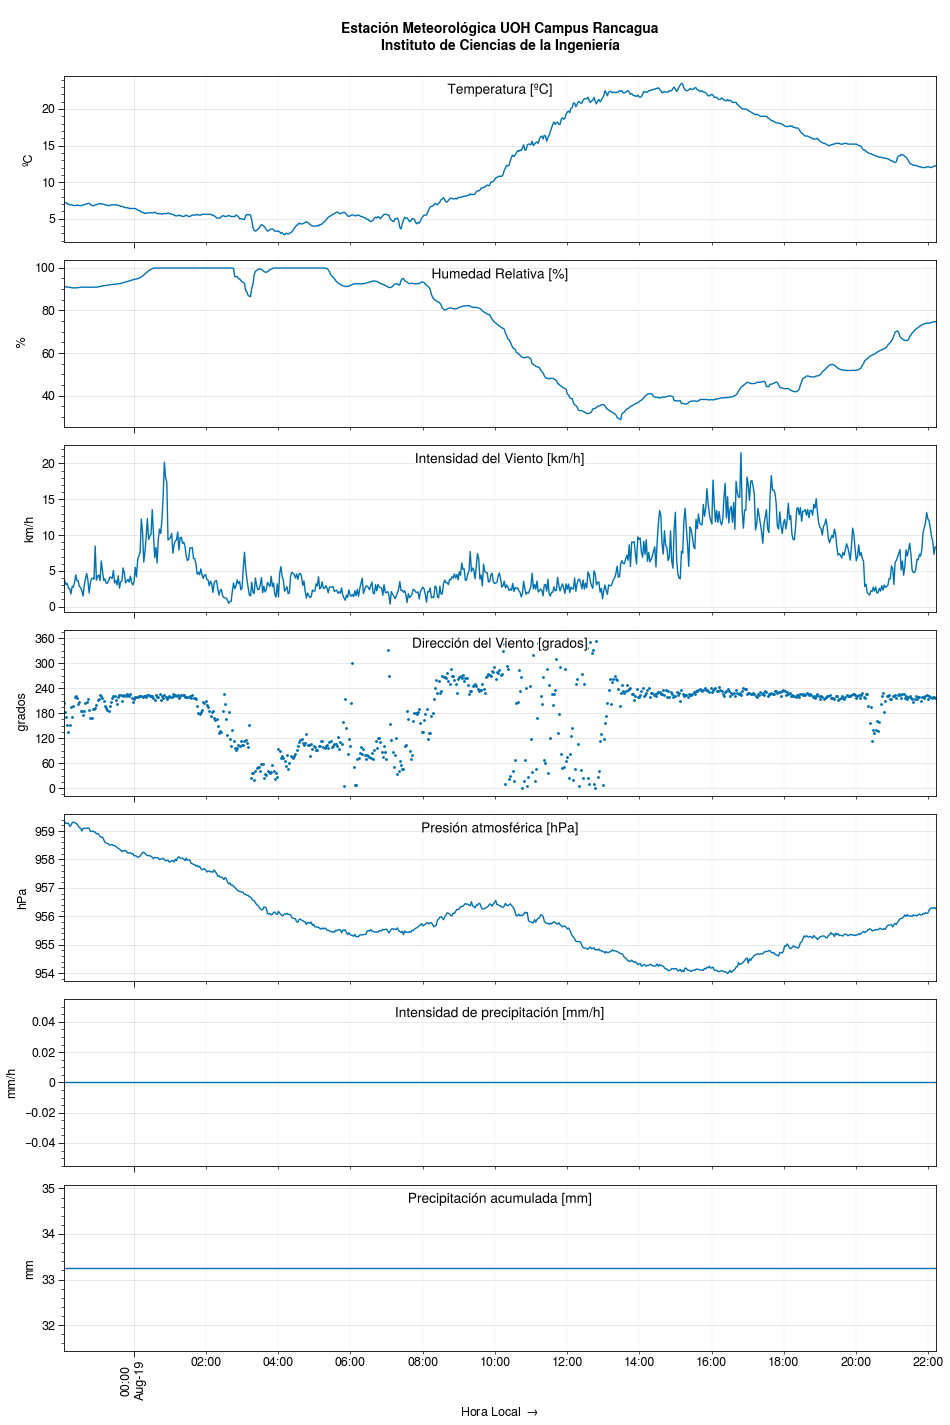 Estación Meteorológica UOH Campus Rancagua
Instituto de Ciencias de la Ingeniería
Temperatura [ºC]
ºC
20
15
10
5
Humedad Relativa [%]
%
100
80
60
40
Intensidad del Viento [km/h]
km/h
20
15
10
5
0
Dirección del Viento [grados]
grados
360
300
240
180
120
60
0
Presión atmosférica [hPa]
hPa
959
958
957
956
955
954
Intensidad de precipitación [mm/h]
mm/h
0.04
0.02
0
−0.02
−0.04
Precipitación acumulada [mm]
mm
35
34
33
32
00:00
Aug-19
02:00
04:00
06:00
08:00
10:00
12:00
14:00
16:00
18:00
20:00
22:00
Hora Local →